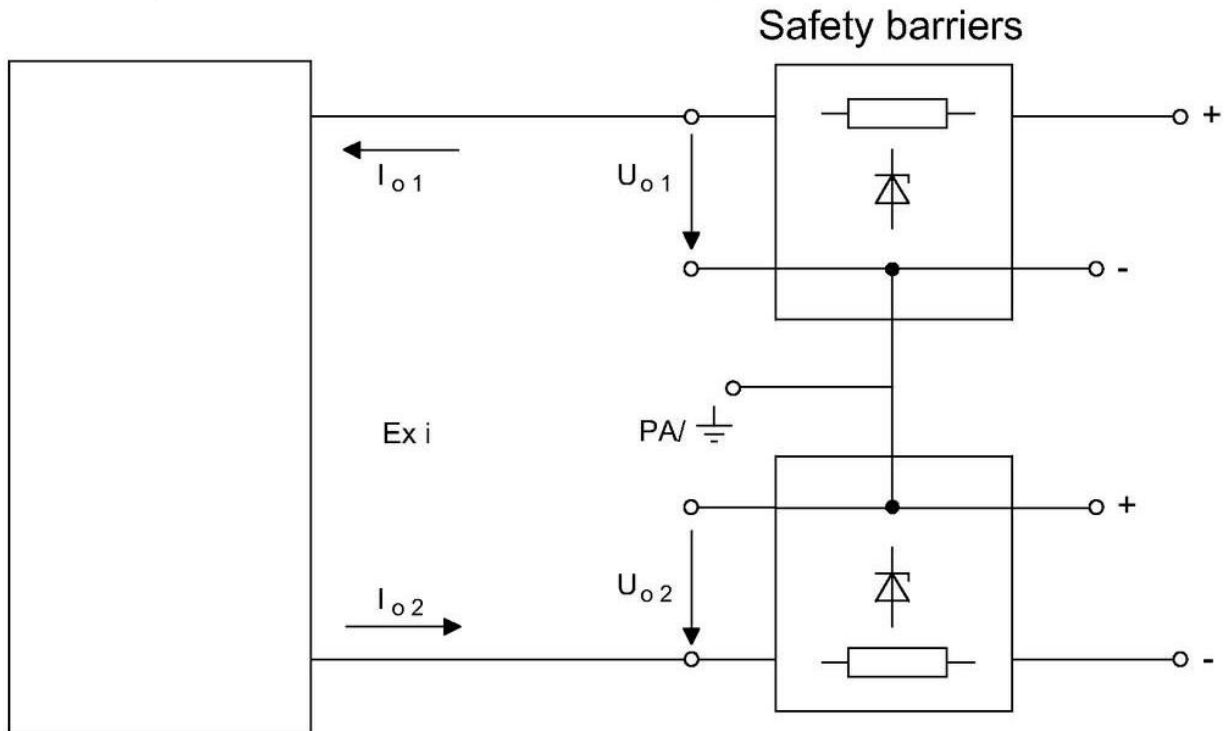 Safety barriers
+
I o 1
U o 1
-
Ex i
PA/
+
I o 2
U o 2
-